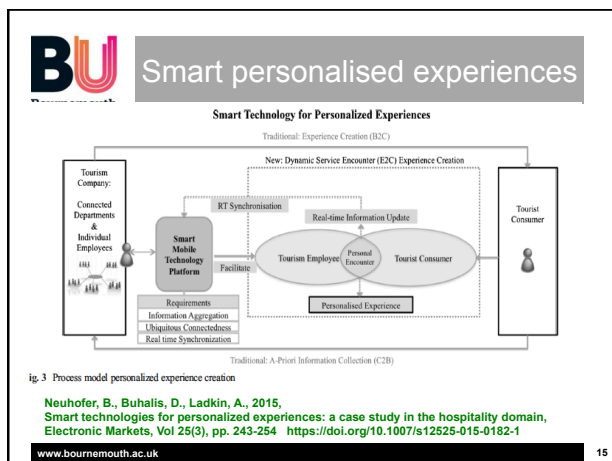 BU
Bournemouth
Smart personalised experiences
Smart Technology for Personalized Experiences
Traditional: Experience Creation (B2C)
New: Dynamic Service Encounter (E2C) Experience Creation
Tourism
Company:
Connected
Departments
&
Individual
Employees
RT Synchronisation
Real-time Information Update
Smart
Mobile
Technology
Platform
Facilitate
Tourism Employee
Personal
Encounter
Tourist Consumer
Tourist
Consumer
Requirements
Information Aggregation
Ubiquitous Connectedness
Real time Synchronization
Personalised Experience
Traditional: A-Priori Information Collection (C2B)
ig. 3 Process model personalized experience creation
Neuhofer, B., Buhalis, D., Ladkin, A., 2015,
Smart technologies for personalized experiences: a case study in the hospitality domain,
Electronic Markets, Vol 25(3), pp. 243-254 https://doi.org/10.1007/s12525-015-0182-1
www.bournemouth.ac.uk
15